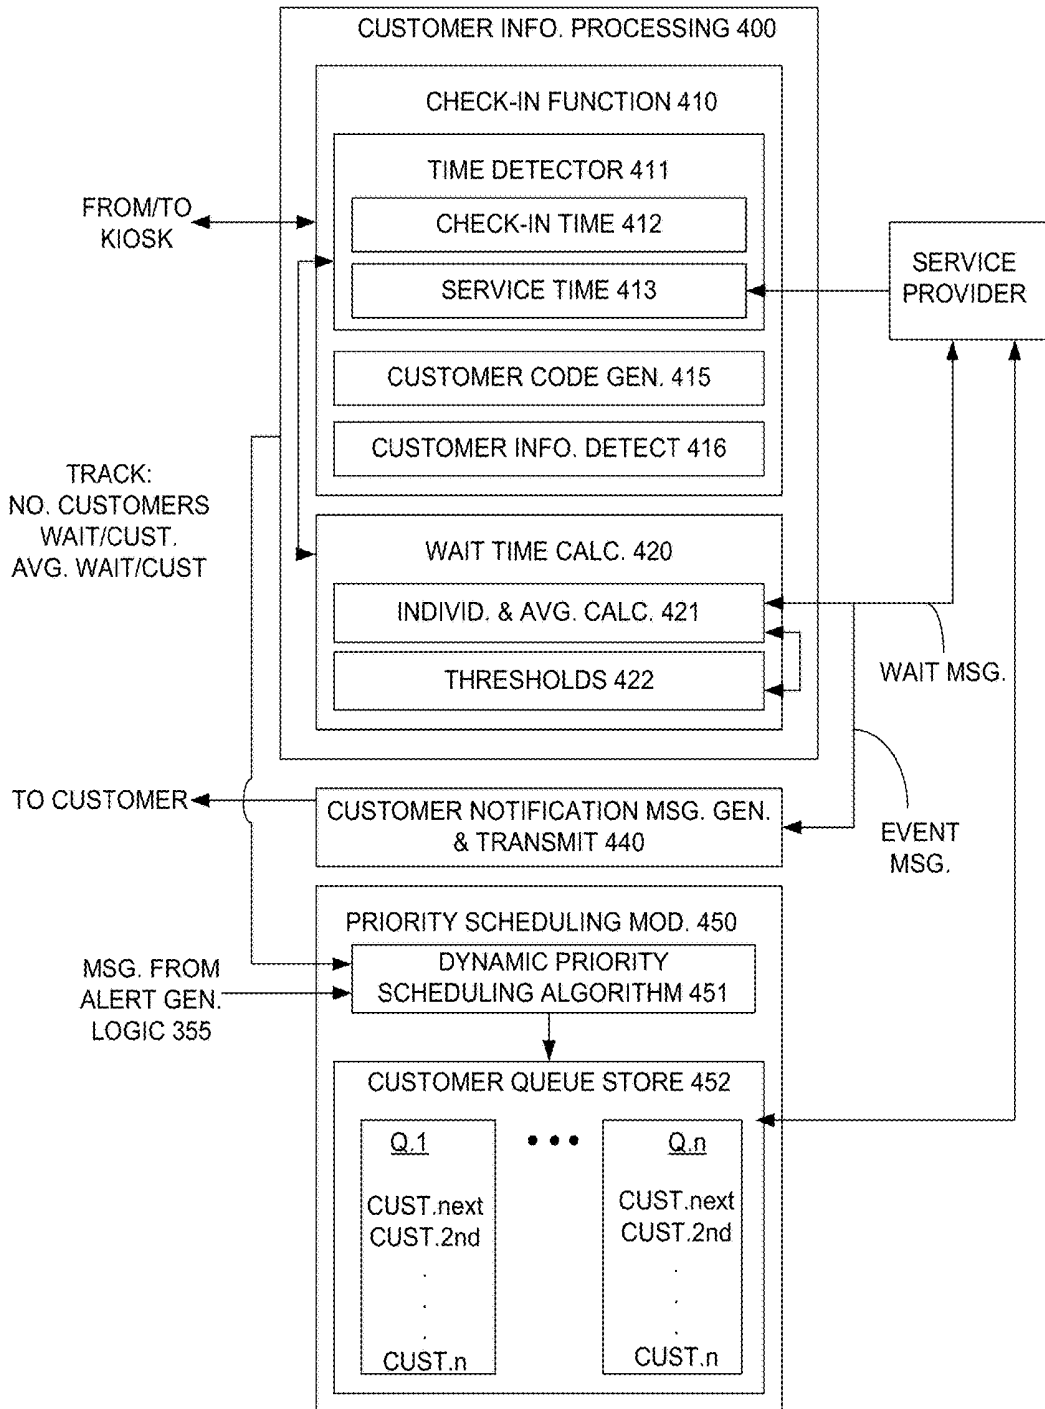 CUSTOMER INFO. PROCESSING 400
CHECK-IN FUNCTION 410
TIME DETECTOR 411
CHECK-IN TIME 412
SERVICE TIME 413
FROM/TO
KIOSK
SERVICE
PROVIDER
CUSTOMER CODE GEN. 415
CUSTOMER INFO. DETECT 416
TRACK:
NO. CUSTOMERS
WAIT/CUST.
AVG. WAIT/CUST
WAIT TIME CALC. 420
INDIVID. & AVG. CALC. 421
THRESHOLDS 422
WAIT MSG.
TO CUSTOMER
CUSTOMER NOTIFICATION MSG. GEN.
& TRANSMIT 440
EVENT
MSG.
PRIORITY SCHEDULING MOD. 450
DYNAMIC PRIORITY
SCHEDULING ALGORITHM 451
MSG. FROM
ALERT GEN.
LOGIC 355
CUSTOMER QUEUE STORE 452
Q.1
CUST.next
CUST.2nd
.
.
.
CUST.n
• • •
Q.n
CUST.next
CUST.2nd
.
.
.
CUST.n